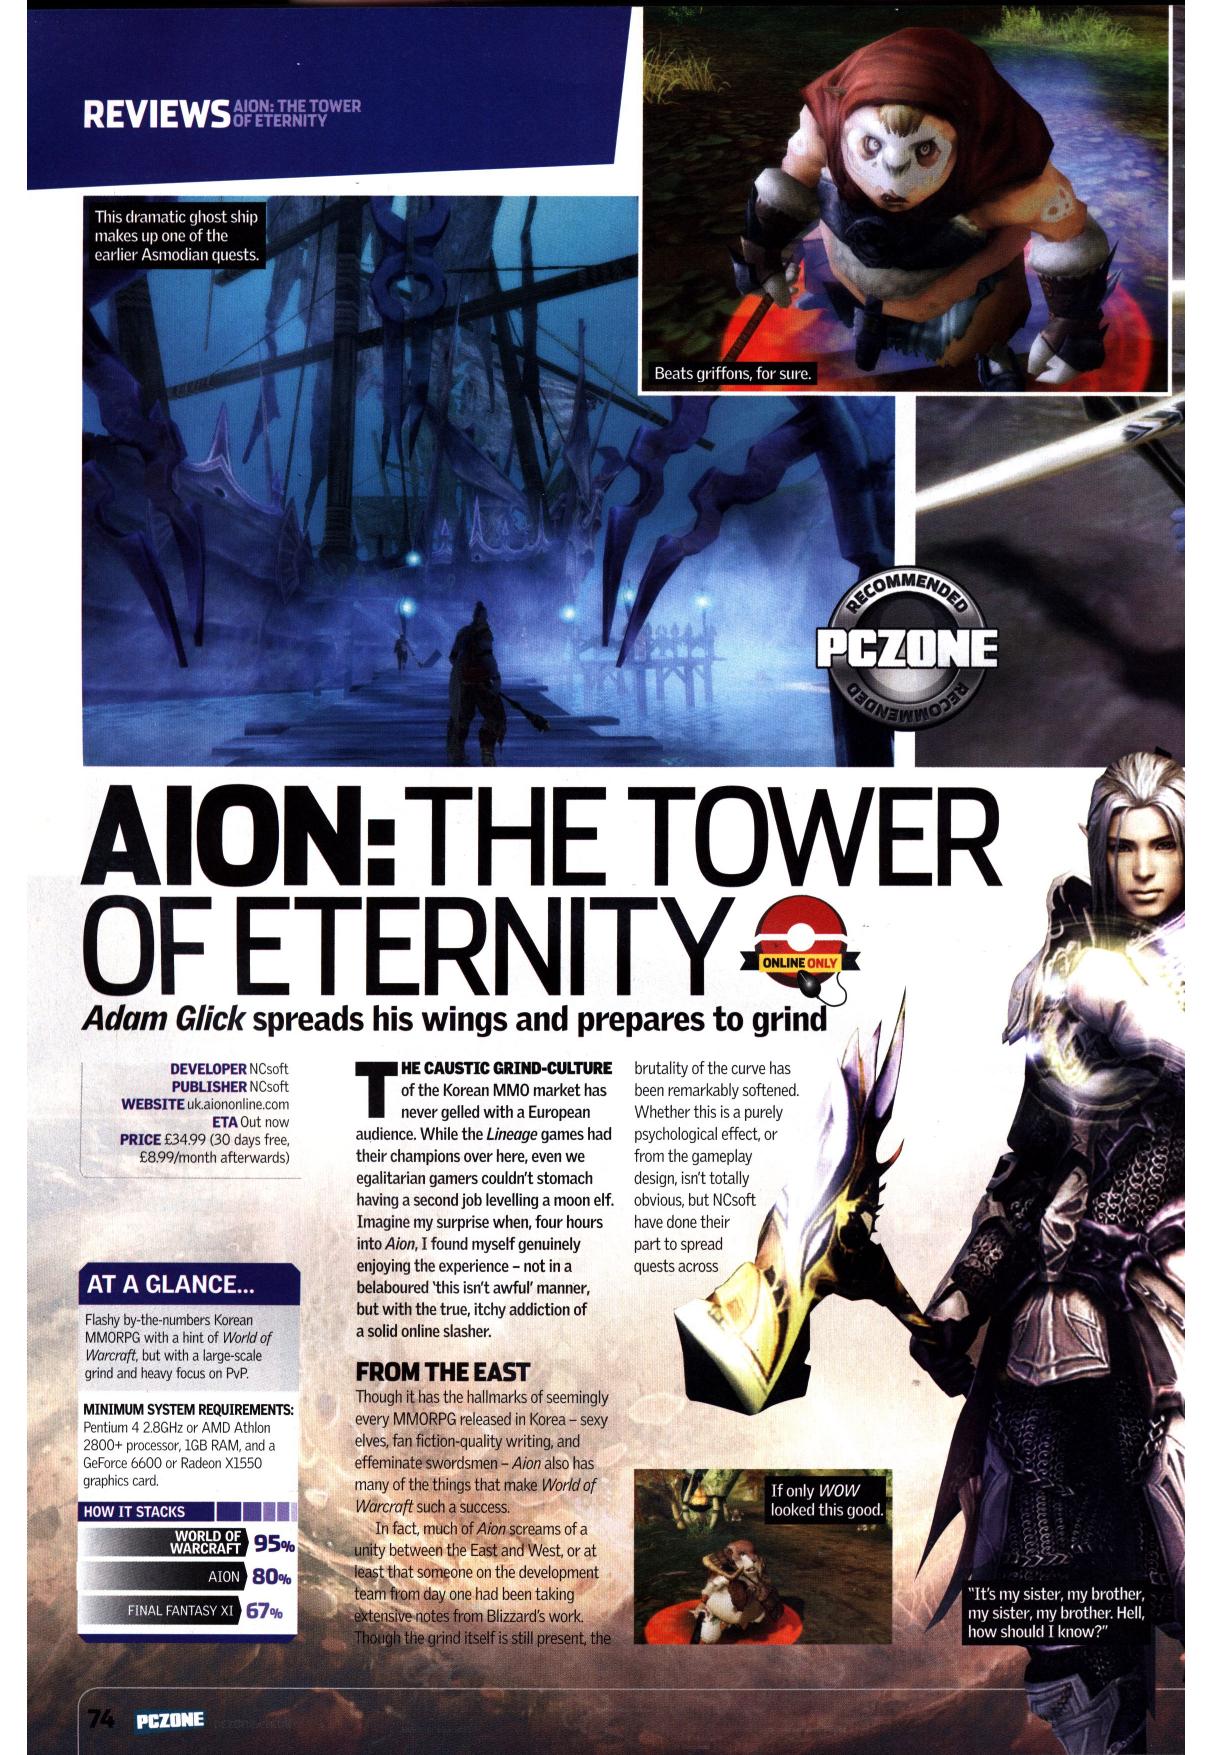 REVIEWS AION: THE TOWER
OF ETERNITY
This dramatic ghost ship
makes up one of the
earlier Asmodian quests.
Beats griffons, for sure.
RECOMMENDED
PCZONE
RECOMMENDED
AION: THE TOWER
OF ETERNITY
ONLINE ONLY
Adam Glick spreads his wings and prepares to grind
DEVELOPER NCsoft
PUBLISHER NCsoft
WEBSITE uk.aiononline.com
ETA Out now
PRICE £34.99 (30 days free,
£8.99/month afterwards)
AT A GLANCE...
Flashy by-the-numbers Korean
MMORPG with a hint of World of
Warcraft, but with a large-scale
grind and heavy focus on PvP.
MINIMUM SYSTEM REQUIREMENTS:
Pentium 4 2.8GHz or AMD Athlon
2800+ processor, 1GB RAM, and a
GeForce 6600 or Radeon X1550
graphics card.
HOW IT STACKS
WORLD OF
WARCRAFT 95%
AION 80%
FINAL FANTASY XI 67%
THE CAUSTIC GRIND-CULTURE
of the Korean MMO market has
never gelled with a European
audience. While the Lineage games had
their champions over here, even we
egalitarian gamers couldn't stomach
having a second job levelling a moon elf.
Imagine my surprise when, four hours
into Aion, I found myself genuinely
enjoying the experience – not in a
belaboured 'this isn't awful' manner,
but with the true, itchy addiction of
a solid online slasher.
FROM THE EAST
Though it has the hallmarks of seemingly
every MMORPG released in Korea – sexy
elves, fan fiction-quality writing, and
effeminate swordsmen – Aion also has
many of the things that make World of
Warcraft such a success.
In fact, much of Aion screams of a
unity between the East and West, or at
least that someone on the development
team from day one had been taking
extensive notes from Blizzard's work.
Though the grind itself is still present, the
brutality of the curve has
been remarkably softened.
Whether this is a purely
psychological effect, or
from the gameplay
design, isn't totally
obvious, but NCsoft
have done their
part to spread
quests across
If only WOW
looked this good.
"It's my sister, my brother,
my sister, my brother. Hell,
how should I know?"
74 PCZONE